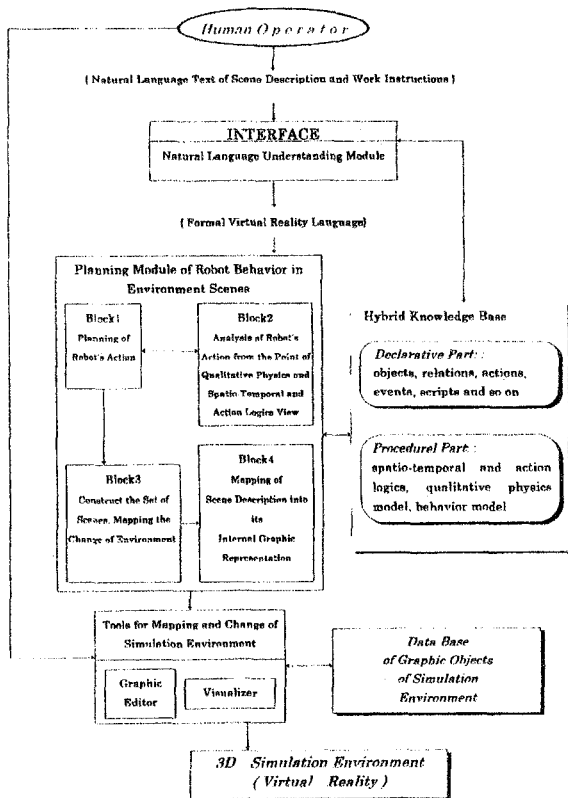 Human Operator
( Natural Language Text of Scene Description and Work Instructions )
INTERFACE
Natural Language Understanding Module
( Formal Virtual Reality Language)
Planning Module of Robot Behavior in
Environment Scenes
Block1
Planning of
Robot's Action
Block2
Analysis of Robot's
Action from the Point of
Qualitative Physics and
Spatio Temporal and
Action Logics View
Block3
Construct the Set of
Scenes, Mapping the
Change of Environment
Block4
Mapping of
Scene Description into
its
Internal Graphic
Representation
Hybrid Knowledge Base
Declarative Part: :
objects, relations, actions,
events, scripts and so on
Procedurel Part: :
spatio-temporal and action
logics, qualitative physics
model, behavior model
Tools for Mapping and Change of
Simulation Environment
Graphic
Editor
Visualizer
Data Base
of Graphic Objects
of Simulation
Environment
3D Simulation Environment
( Virtual Reality )